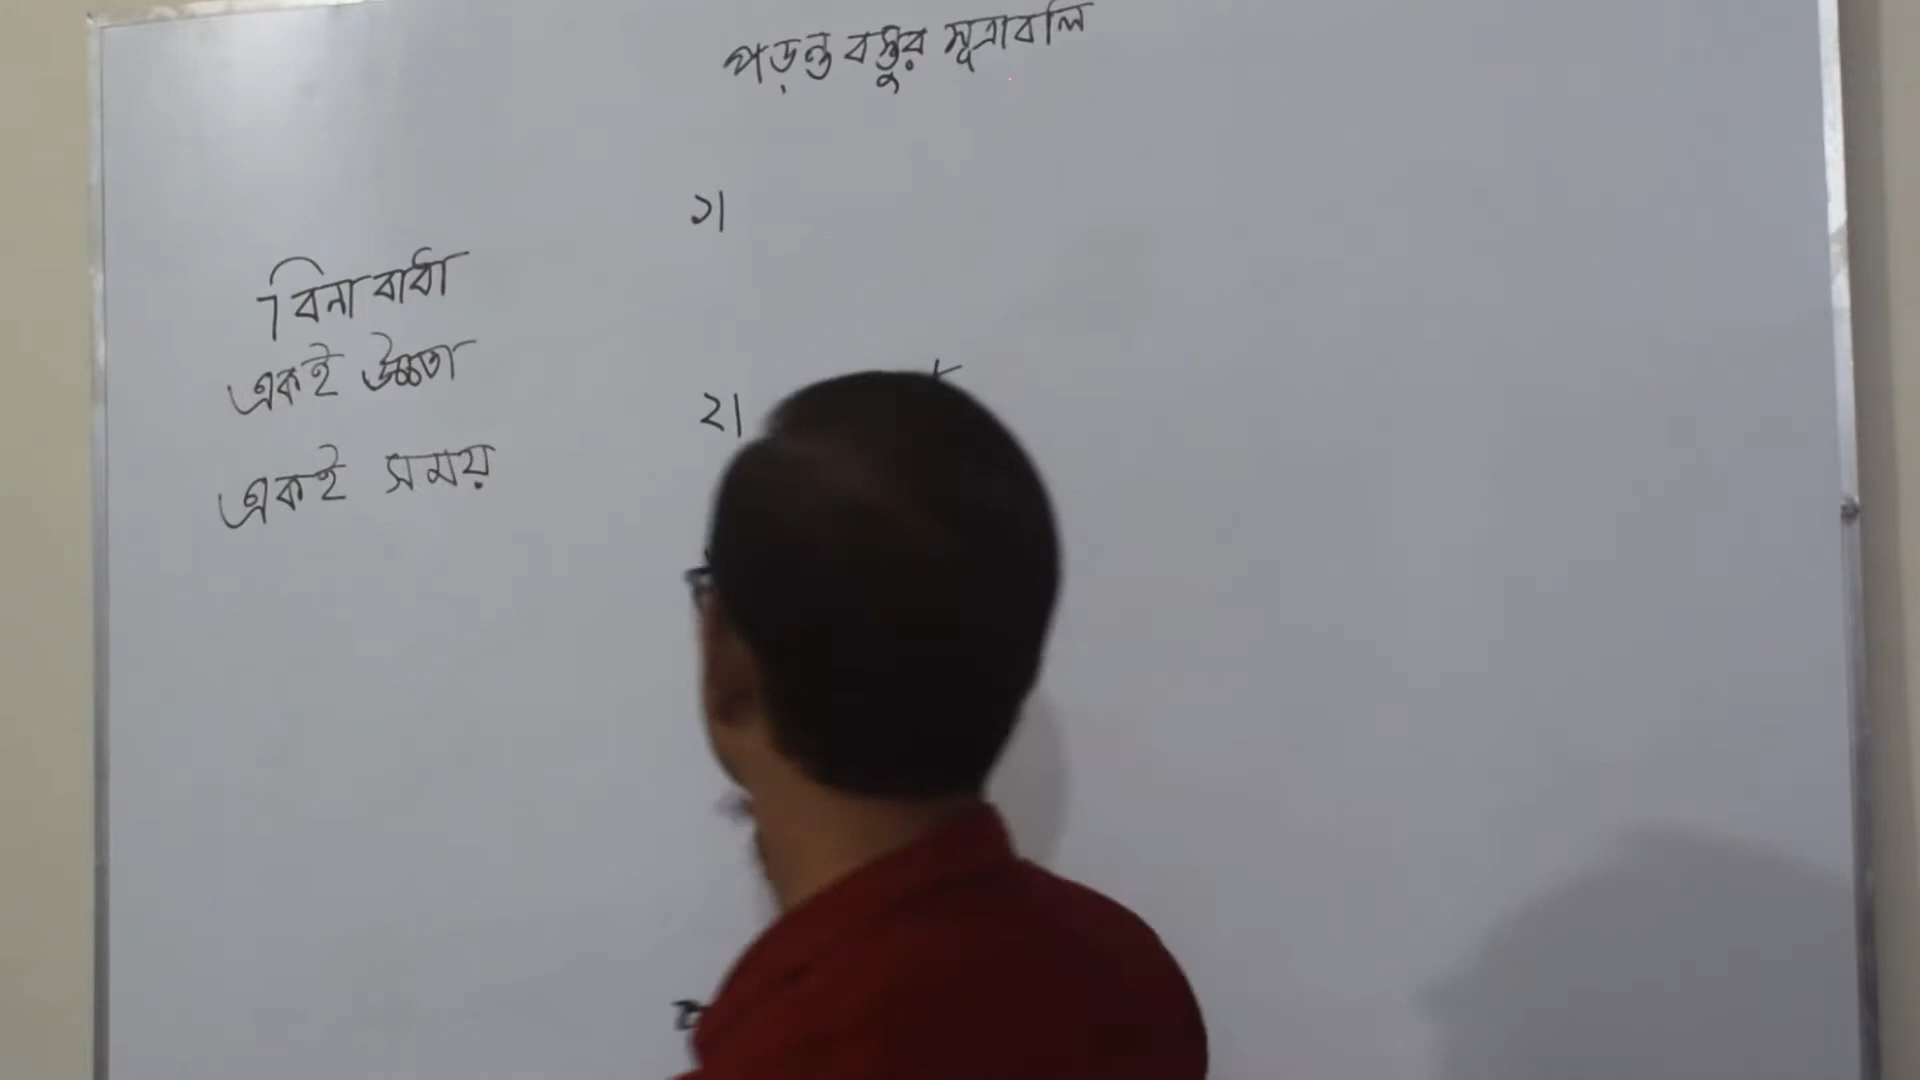 পড়ন্ত বস্তুর সূত্রাবলি
১।
বিনা বাধা
একই উচ্চতা
একই সময়
২।